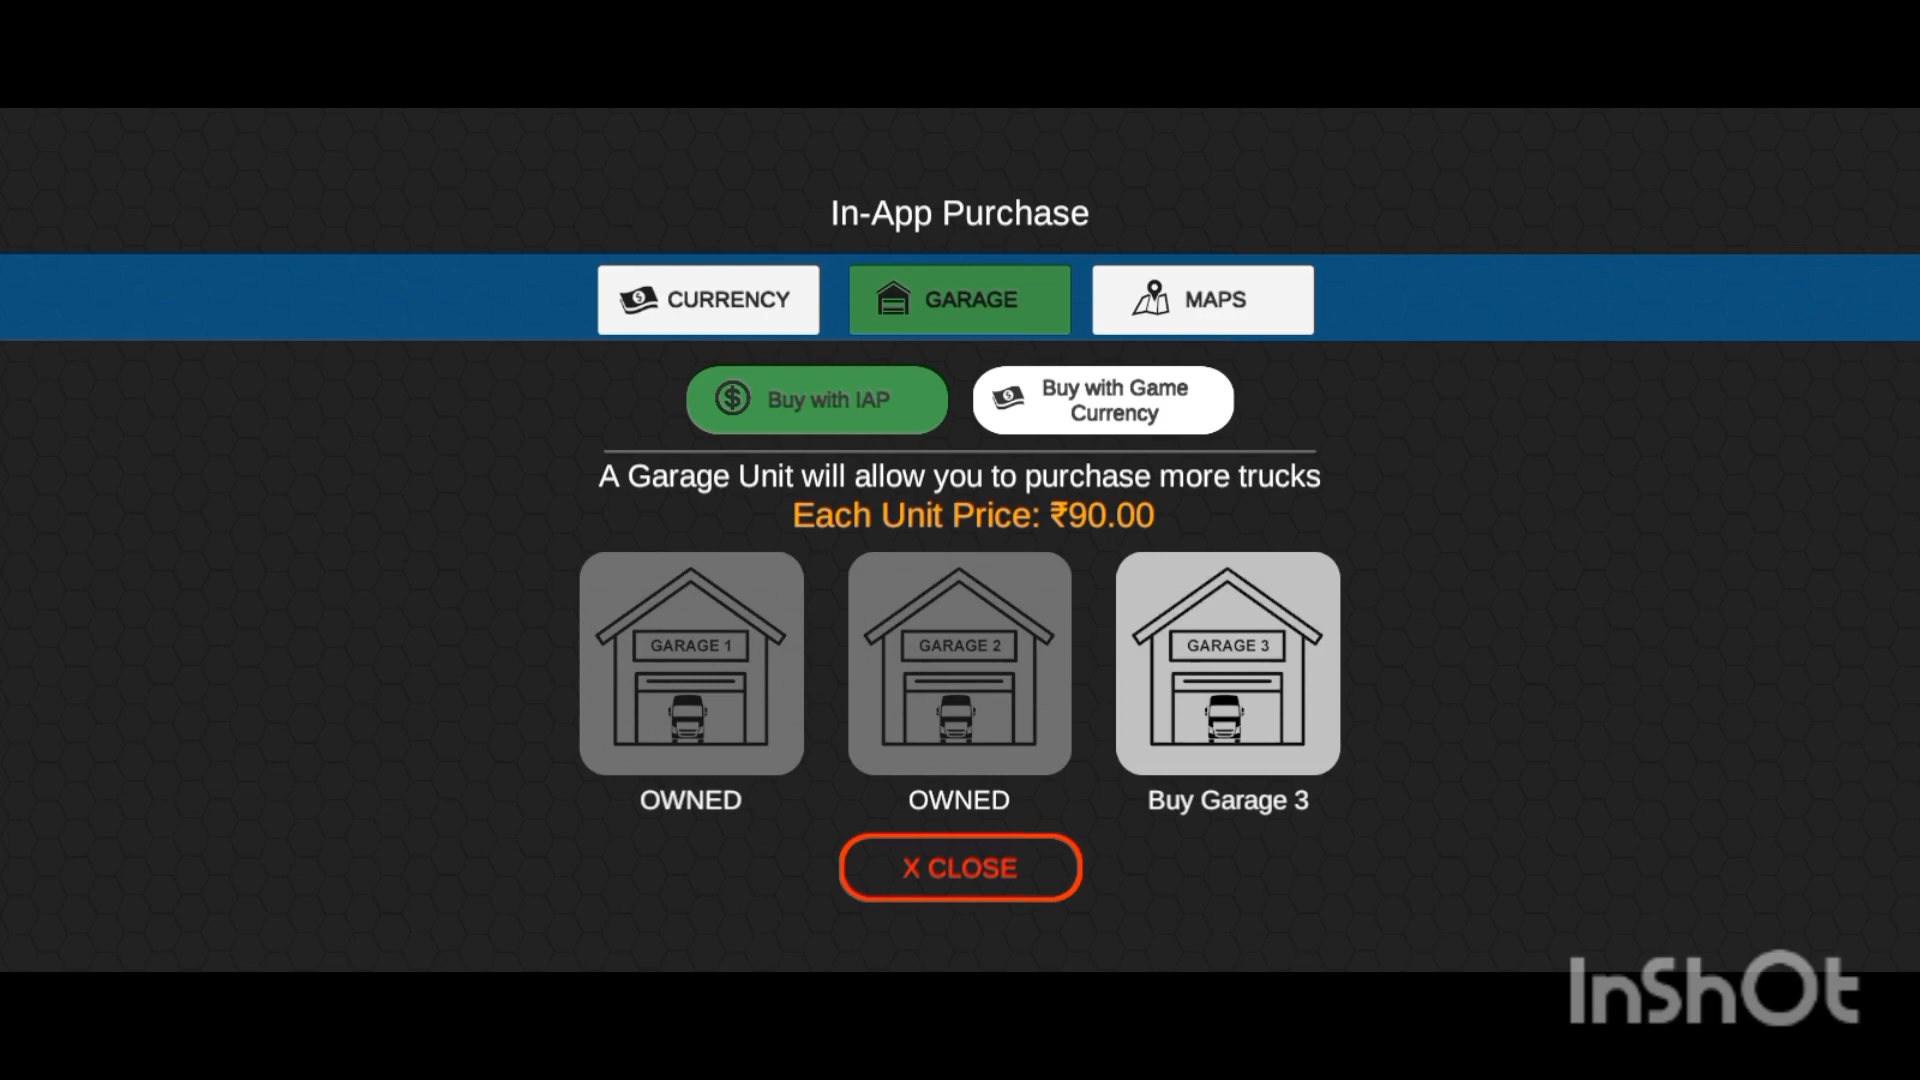 In-App Purchase
CURRENCY GARAGE MAPS
Buy with IAP
Buy with Game
Currency
A Garage Unit will allow you to purchase more trucks
Each Unit Price: ₹90.00
GARAGE 1 GARAGE 2 GARAGE 3
OWNED OWNED Buy Garage 3
X CLOSE
InShOt